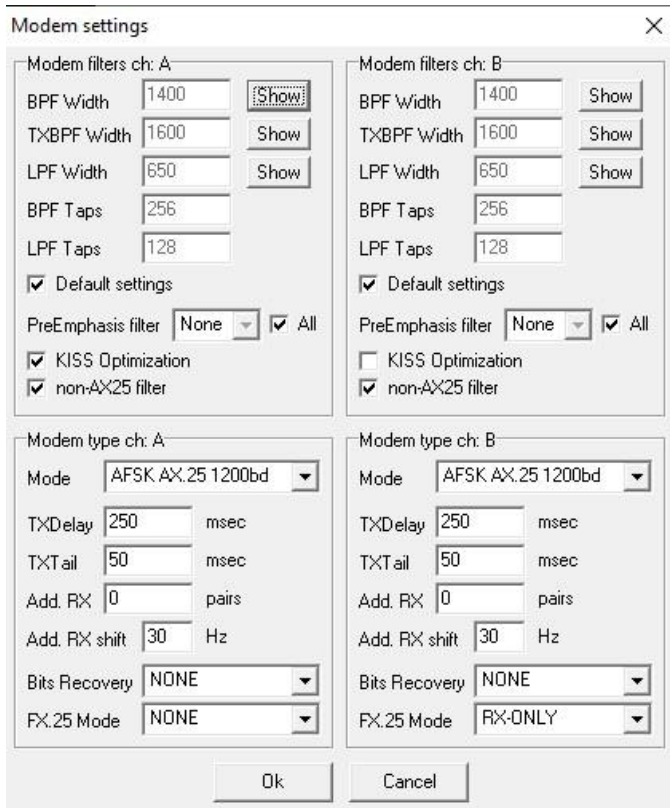 Modem settings
Modem filters ch: A
BPF Width 1400 Show
TXBPF Width 1600 Show
LPF Width 650 Show
BPF Taps 256
LPF Taps 128
Default settings
PreEmphasis filter None All
KISS Optimization
non-AX25 filter
Modem filters ch: B
BPF Width 1400 Show
TXBPF Width 1600 Show
LPF Width 650 Show
BPF Taps 256
LPF Taps 128
Default settings
PreEmphasis filter None All
KISS Optimization
non-AX25 filter
Modem type ch: A
Mode AFSK AX.25 1200bd
TXDelay 250 msec
TXTail 50 msec
Add. RX 0 pairs
Add. RX shift 30 Hz
Bits Recovery NONE
FX.25 Mode NONE
Modem type ch: B
Mode AFSK AX.25 1200bd
TXDelay 250 msec
TXTail 50 msec
Add. RX 0 pairs
Add. RX shift 30 Hz
Bits Recovery NONE
FX.25 Mode RX-ONLY
Ok Cancel